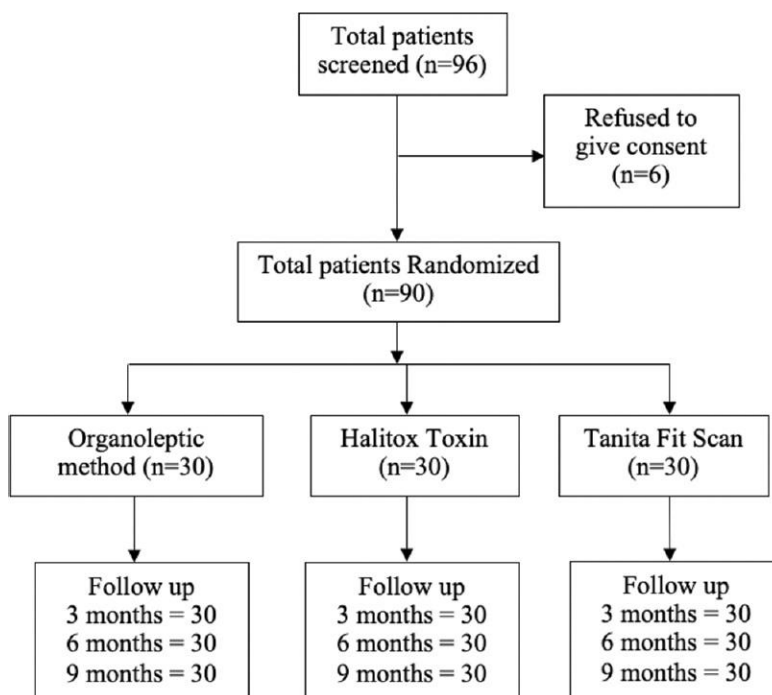 Total patients
screened (n=96)
Refused to
give consent
(n=6)
Total patients Randomized
(n=90)
Organoleptic
method (n=30)
Halitox Toxin
(n=30)
Tanita Fit Scan
(n=30)
Follow up
3 months = 30
6 months = 30
9 months = 30
Follow up
3 months = 30
6 months = 30
9 months = 30
Follow up
3 months = 30
6 months = 30
9 months = 30